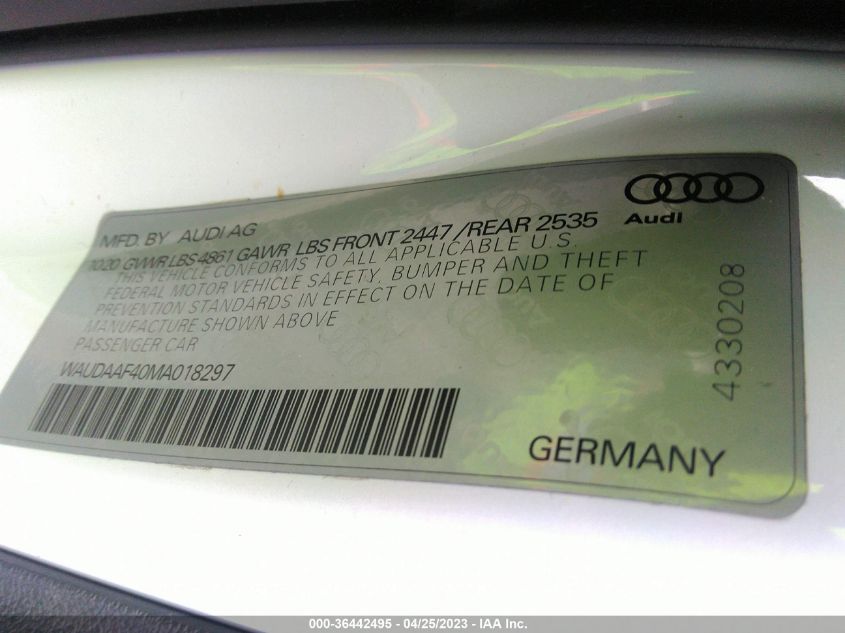 Audi
MFD. BY AUDI AG
10/20 GVWR LBS 4861 GAWR LBS FRONT 2447 /REAR 2535
THIS VEHICLE CONFORMS TO ALL APPLICABLE U.S.
FEDERAL MOTOR VEHICLE SAFETY, BUMPER AND THEFT
PREVENTION STANDARDS IN EFFECT ON THE DATE OF
MANUFACTURE SHOWN ABOVE
PASSENGER CAR
WAUDAAF40MA018297
4330208
GERMANY
000-36442495 - 04/25/2023 - IAA Inc.